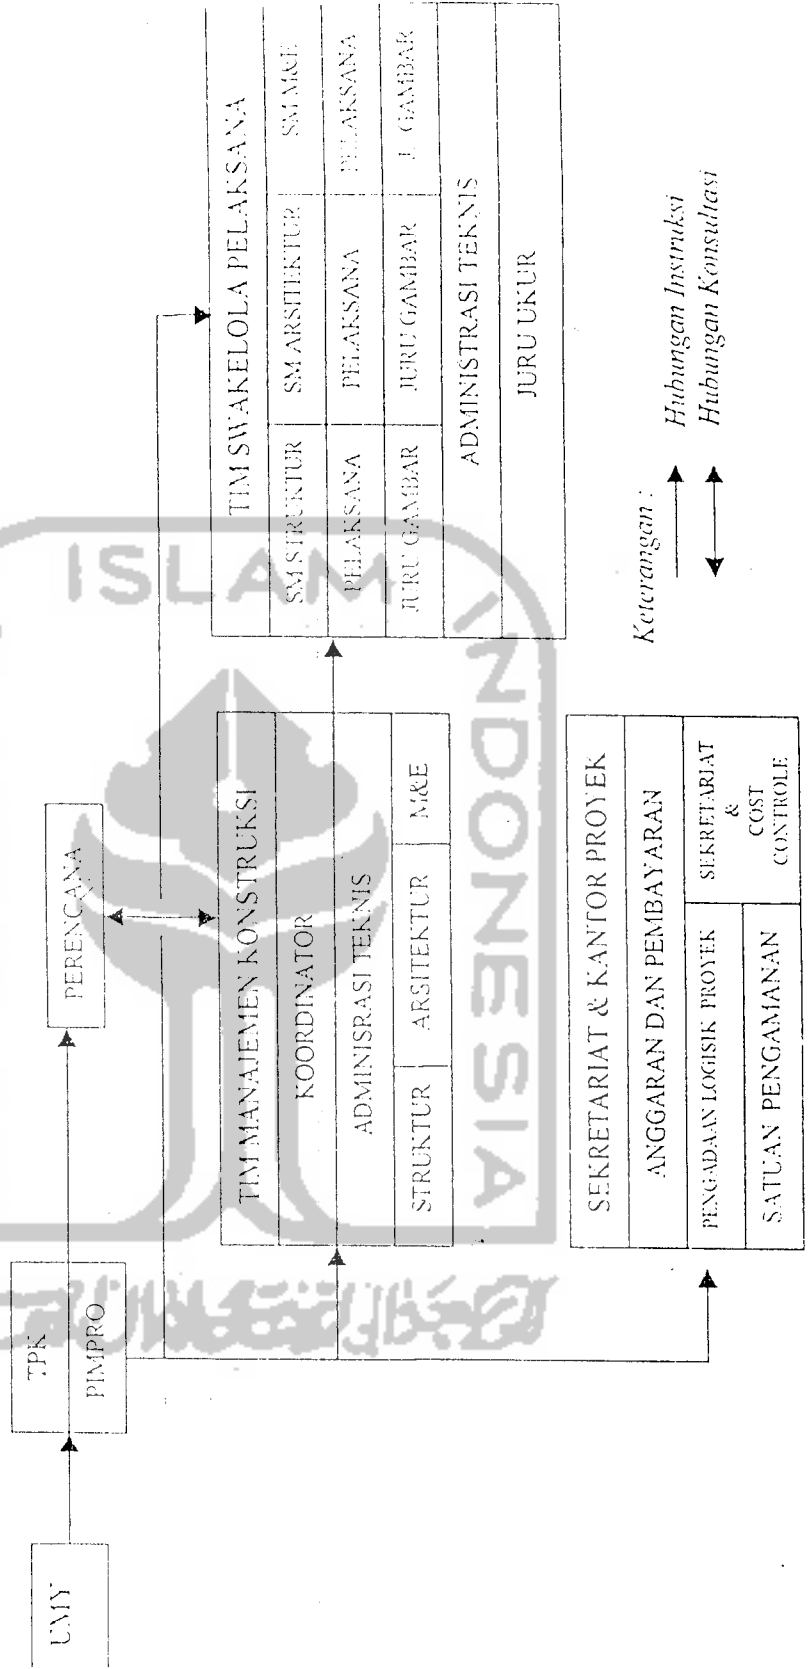 UMY
TPK
PIMPRO
PERENCANA
TIM MANAJEMEN KONSTRUKSI
KOORDINATOR
ADMINISRASI TEKNIS
STRUKTUR ARSITEKTUR M&E
TIM SWAKELOLA PELAKSANA
SM STRUKTUR SM ARSITEKTUR SM M&E
PELAKSANA PELAKSANA PELAKSANA
JURU GAMBAR JURU GAMBAR J. GAMBAR
ADMINISTRASI TEKNIS
JURU UKUR
SEKRETARIAT & KANTOR PROYEK
ANGGARAN DAN PEMBAYARAN
PENGADAAN LOGISIK PROYEK
SEKRETARIAT
&
COST
CONTROLE
SATUAN PENGAMANAN
Keterangan :
Hubungan Instruksi
Hubungan Konsultasi
ISLAM
INDONESIA